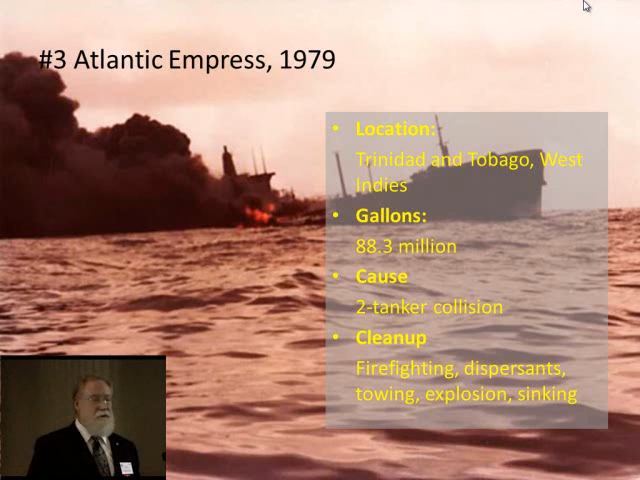 #3 Atlantic Empress, 1979
• Location:
Trinidad and Tobago, West
Indies
• Gallons:
88.3 million
• Cause
2-tanker collision
• Cleanup
Firefighting, dispersants,
towing, explosion, sinking